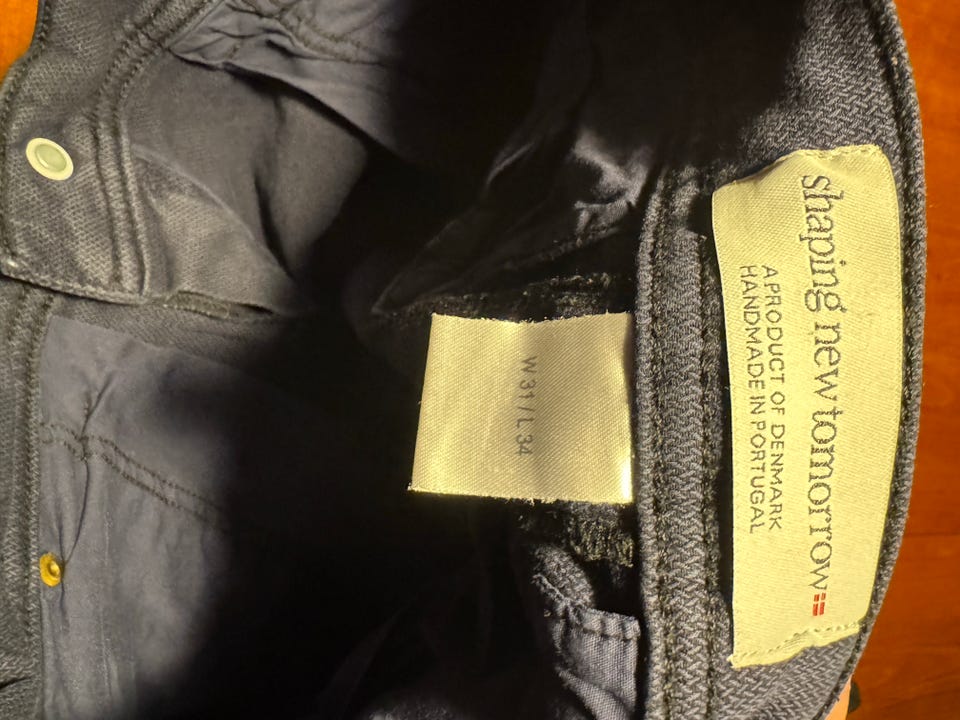 shaping new tomorrow
A PRODUCT OF DENMARK
HANDMADE IN PORTUGAL
W 31 / L 34